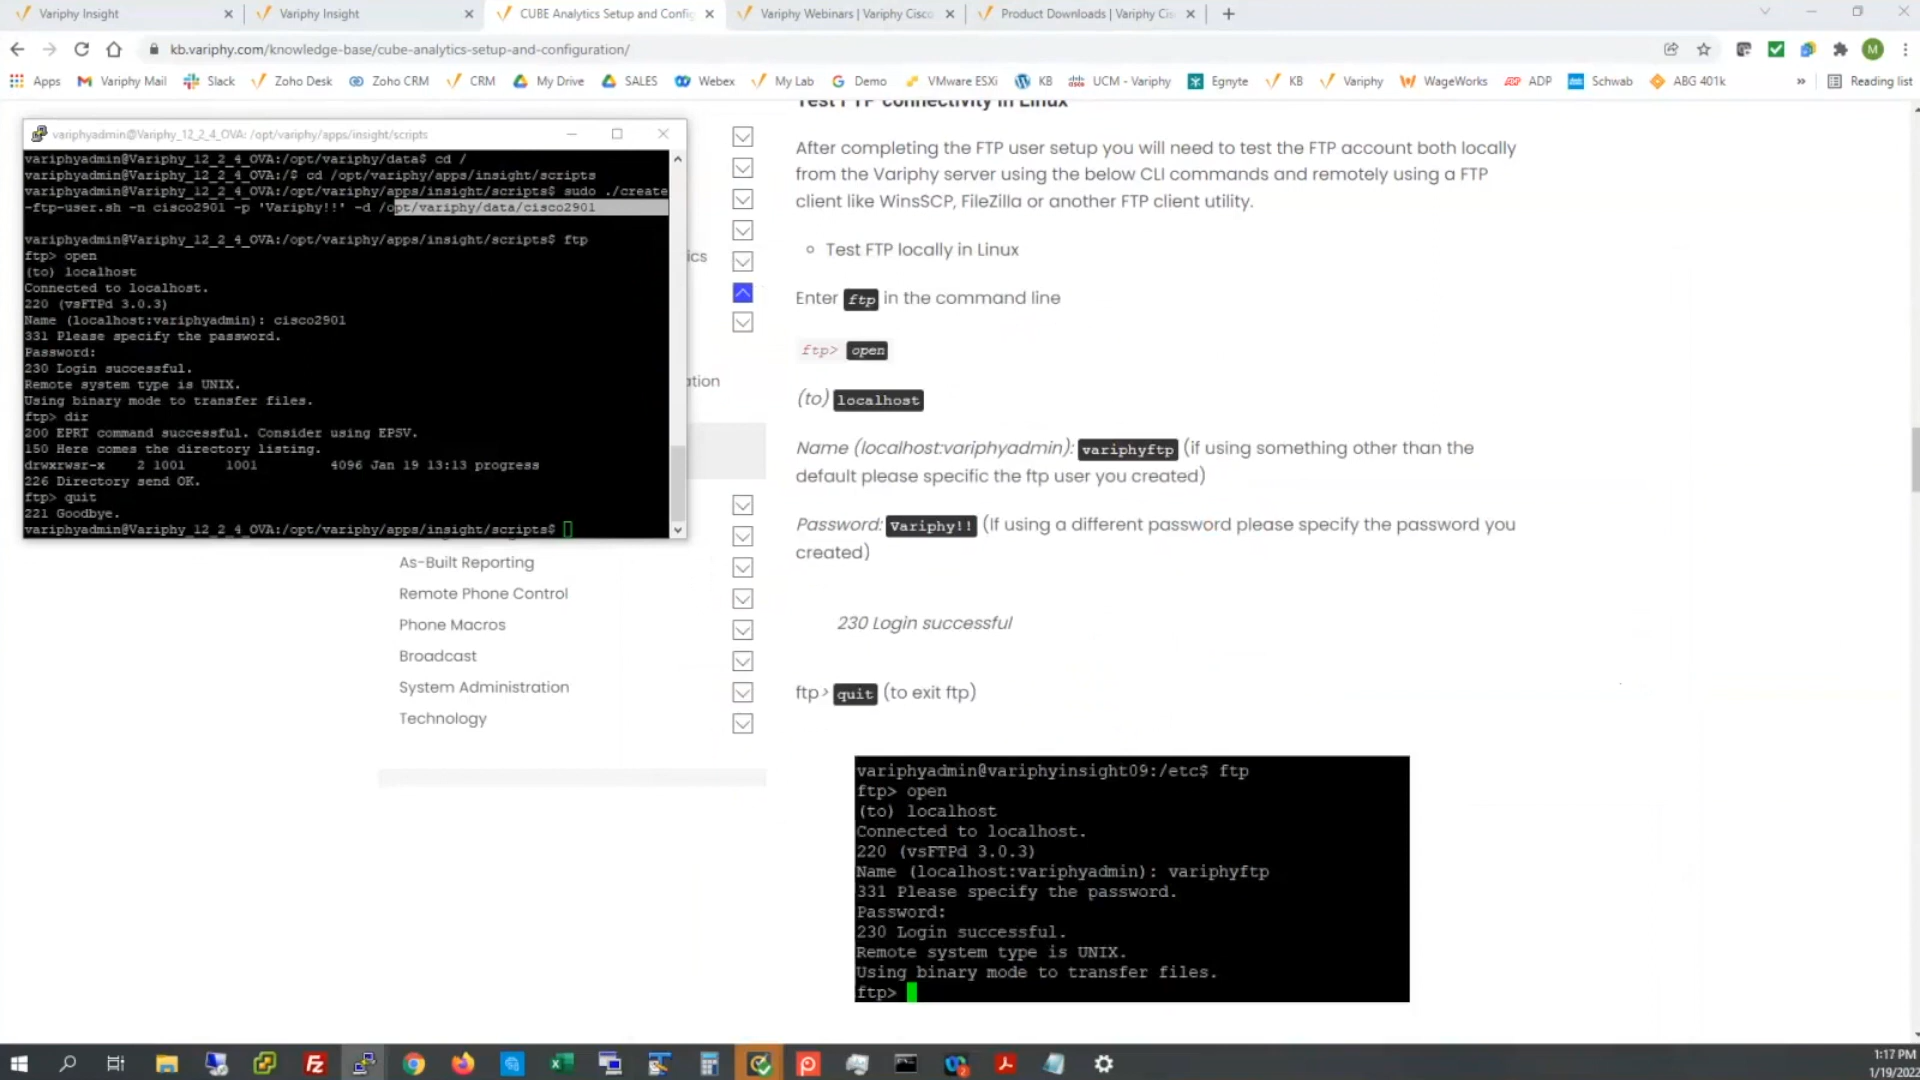 Variphy Insight
Variphy Insight
CUBE Analytics Setup and Config
Variphy Webinars | Variphy Cisco
Product Downloads | Variphy Cis
kb.variphy.com/knowledge-base/cube-analytics-setup-and-configuration/
M
Apps
Variphy Mail
Slack
Zoho Desk
Zoho CRM
CRM
My Drive
SALES
Webex
My Lab
Demo
VMware ESXi
KB
UCM - Variphy
Egnyte
KB
Variphy
WageWorks
ADP
Schwab
ABG 401k
»
Reading list
variphyadmin@Variphy_12_2_4_OVA: /opt/variphy/apps/insight/scripts
variphyadmin@Variphy_12_2_4_OVA:/opt/variphy/data$ cd /
variphyadmin@Variphy_12_2_4_OVA:/$ cd /opt/variphy/apps/insight/scripts
variphyadmin@Variphy_12_2_4_OVA:/opt/variphy/apps/insight/scripts$ sudo ./create
-ftp-user.sh -n cisco2901 -p 'Variphy!!' -d /opt/variphy/data/cisco2901
variphyadmin@Variphy_12_2_4_OVA:/opt/variphy/apps/insight/scripts$ ftp
ftp> open
(to) localhost
Connected to localhost.
220 (vsFTPd 3.0.3)
Name (localhost:variphyadmin): cisco2901
331 Please specify the password.
Password:
230 Login successful.
Remote system type is UNIX.
Using binary mode to transfer files.
ftp> dir
200 EPRT command successful. Consider using EPSV.
150 Here comes the directory listing.
drwxrwsr-x 2 1001 1001 4096 Jan 19 13:13 progress
226 Directory send OK.
ftp> quit
221 Goodbye.
variphyadmin@Variphy_12_2_4_OVA:/opt/variphy/apps/insight/scripts$
ics
ation
As-Built Reporting
Remote Phone Control
Phone Macros
Broadcast
System Administration
Technology
Test FTP connectivity in Linux
After completing the FTP user setup you will need to test the FTP account both locally
from the Variphy server using the below CLI commands and remotely using a FTP
client like WinsSCP, FileZilla or another FTP client utility.
Test FTP locally in Linux
Enter ftp in the command line
ftp> open
(to) localhost
Name (localhost:variphyadmin): variphyftp (if using something other than the
default please specific the ftp user you created)
Password: Variphy!! (If using a different password please specify the password you
created)
230 Login successful
ftp > quit (to exit ftp)
variphyadmin@variphyinsight09:/etc$ ftp
ftp> open
(to) localhost
Connected to localhost.
220 (vsFTPd 3.0.3)
Name (localhost:variphyadmin): variphyftp
331 Please specify the password.
Password:
230 Login successful.
Remote system type is UNIX.
Using binary mode to transfer files.
ftp>
1:17 PM
1/19/2022